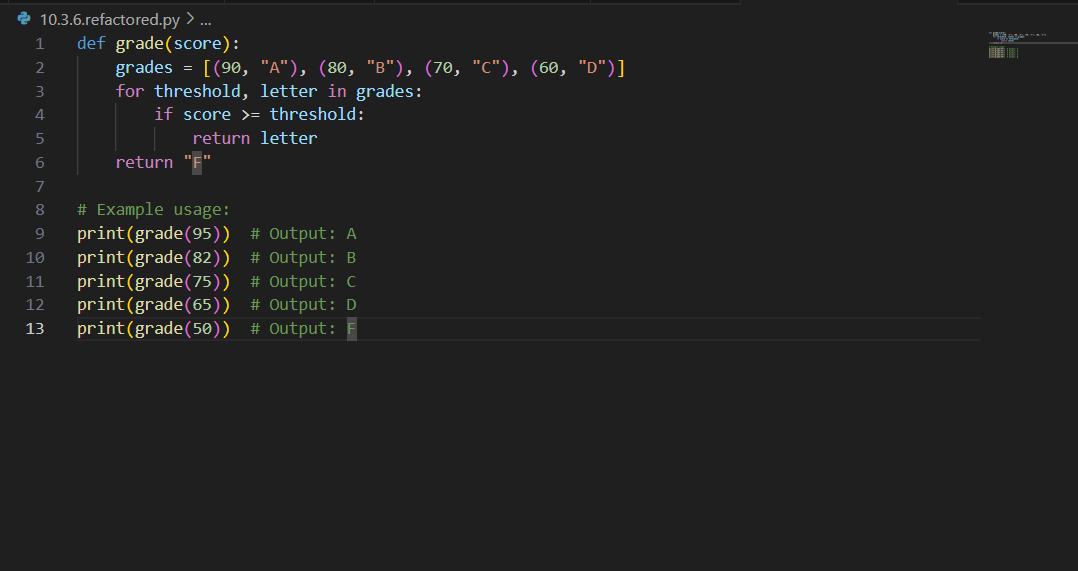 10.3.6.refactored.py > ...
1 def grade(score):
2     grades = [(90, "A"), (80, "B"), (70, "C"), (60, "D")]
3     for threshold, letter in grades:
4         if score >= threshold:
5             return letter
6     return "F"
7
8 # Example usage:
9 print(grade(95))  # Output: A
10 print(grade(82))  # Output: B
11 print(grade(75))  # Output: C
12 print(grade(65))  # Output: D
13 print(grade(50))  # Output: F